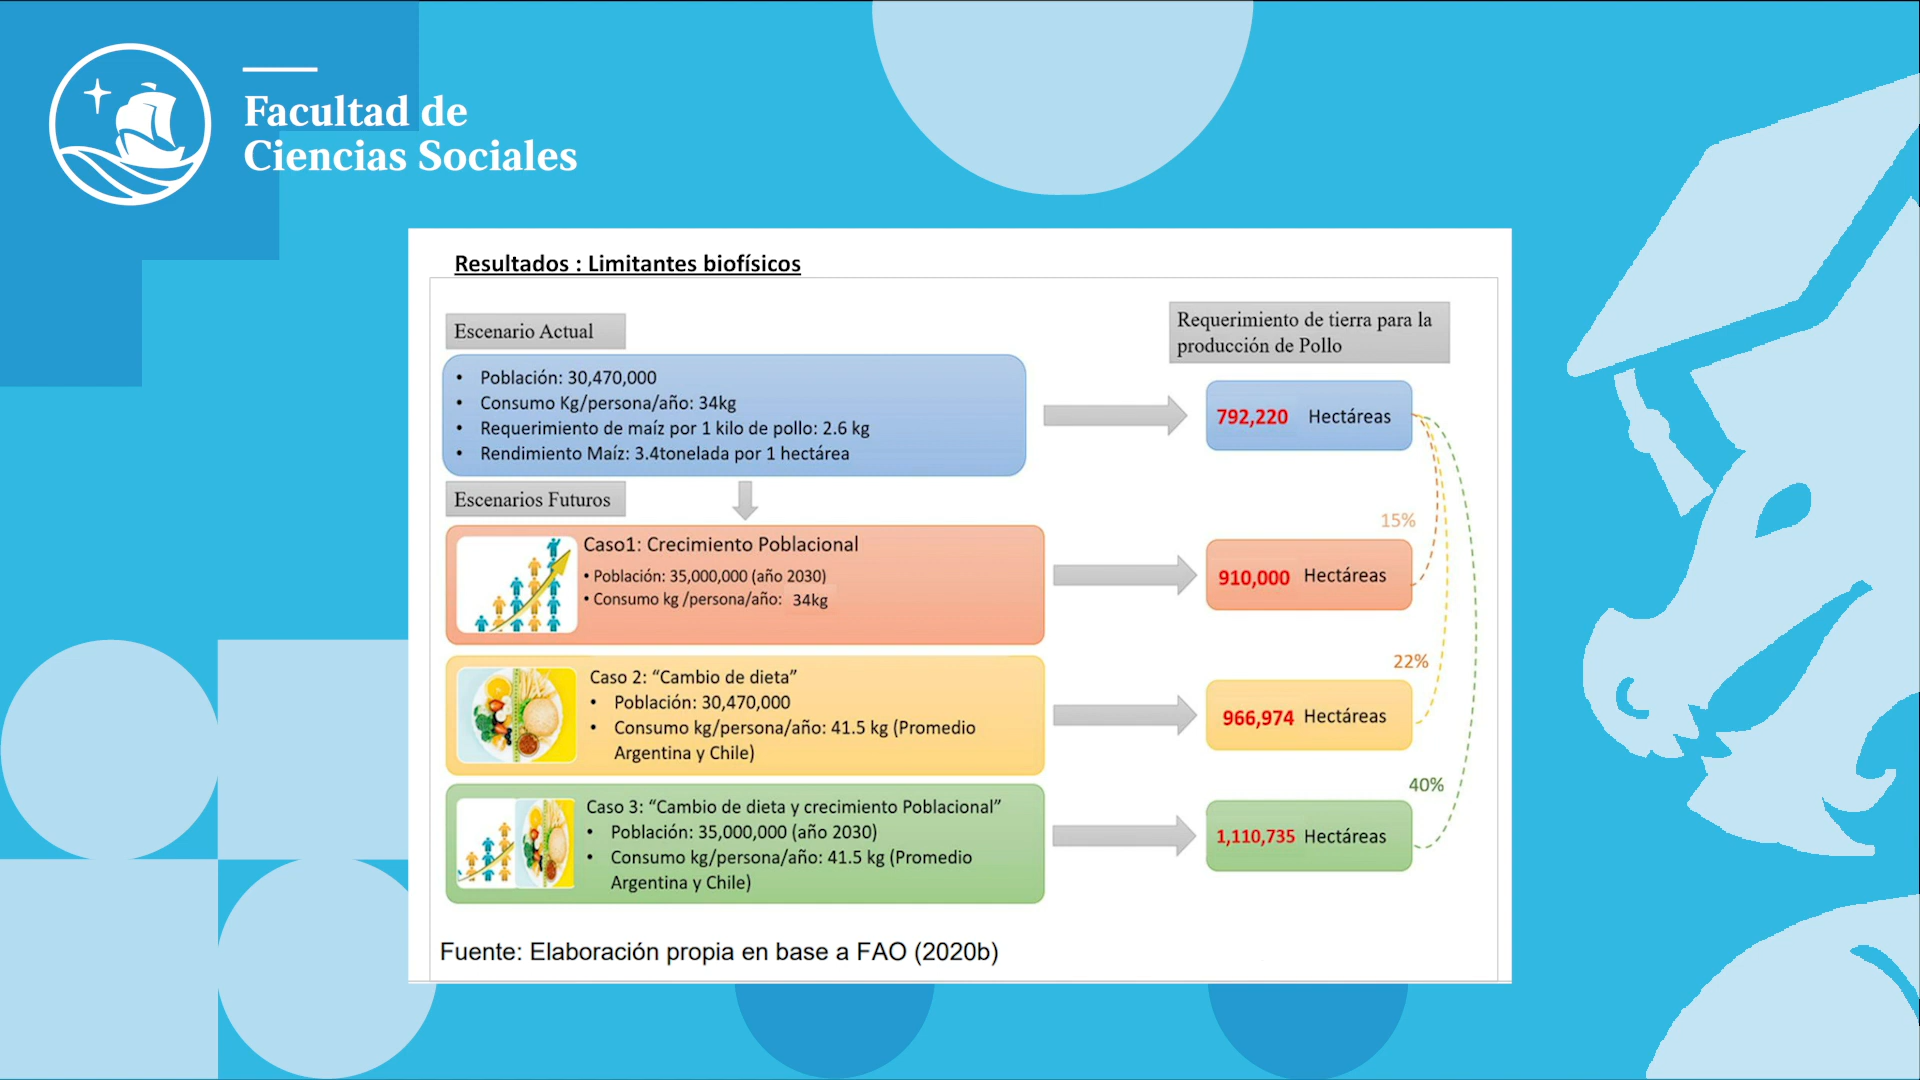 Facultad de
Ciencias Sociales
Resultados : Limitantes biofísicos
Escenario Actual
• Población: 30,470,000
• Consumo Kg/persona/año: 34kg
• Requerimiento de maíz por 1 kilo de pollo: 2.6 kg
• Rendimiento Maíz: 3.4tonelada por 1 hectárea
Requerimiento de tierra para la
producción de Pollo
792,220 Hectáreas
Escenarios Futuros
Caso1: Crecimiento Poblacional
• Población: 35,000,000 (año 2030)
• Consumo kg /persona/año: 34kg
15%
910,000 Hectáreas
Caso 2: “Cambio de dieta”
• Población: 30,470,000
• Consumo kg/persona/año: 41.5 kg (Promedio
Argentina y Chile)
22%
966,974 Hectáreas
Caso 3: “Cambio de dieta y crecimiento Poblacional”
• Población: 35,000,000 (año 2030)
• Consumo kg/persona/año: 41.5 kg (Promedio
Argentina y Chile)
40%
1,110,735 Hectáreas
Fuente: Elaboración propia en base a FAO (2020b)